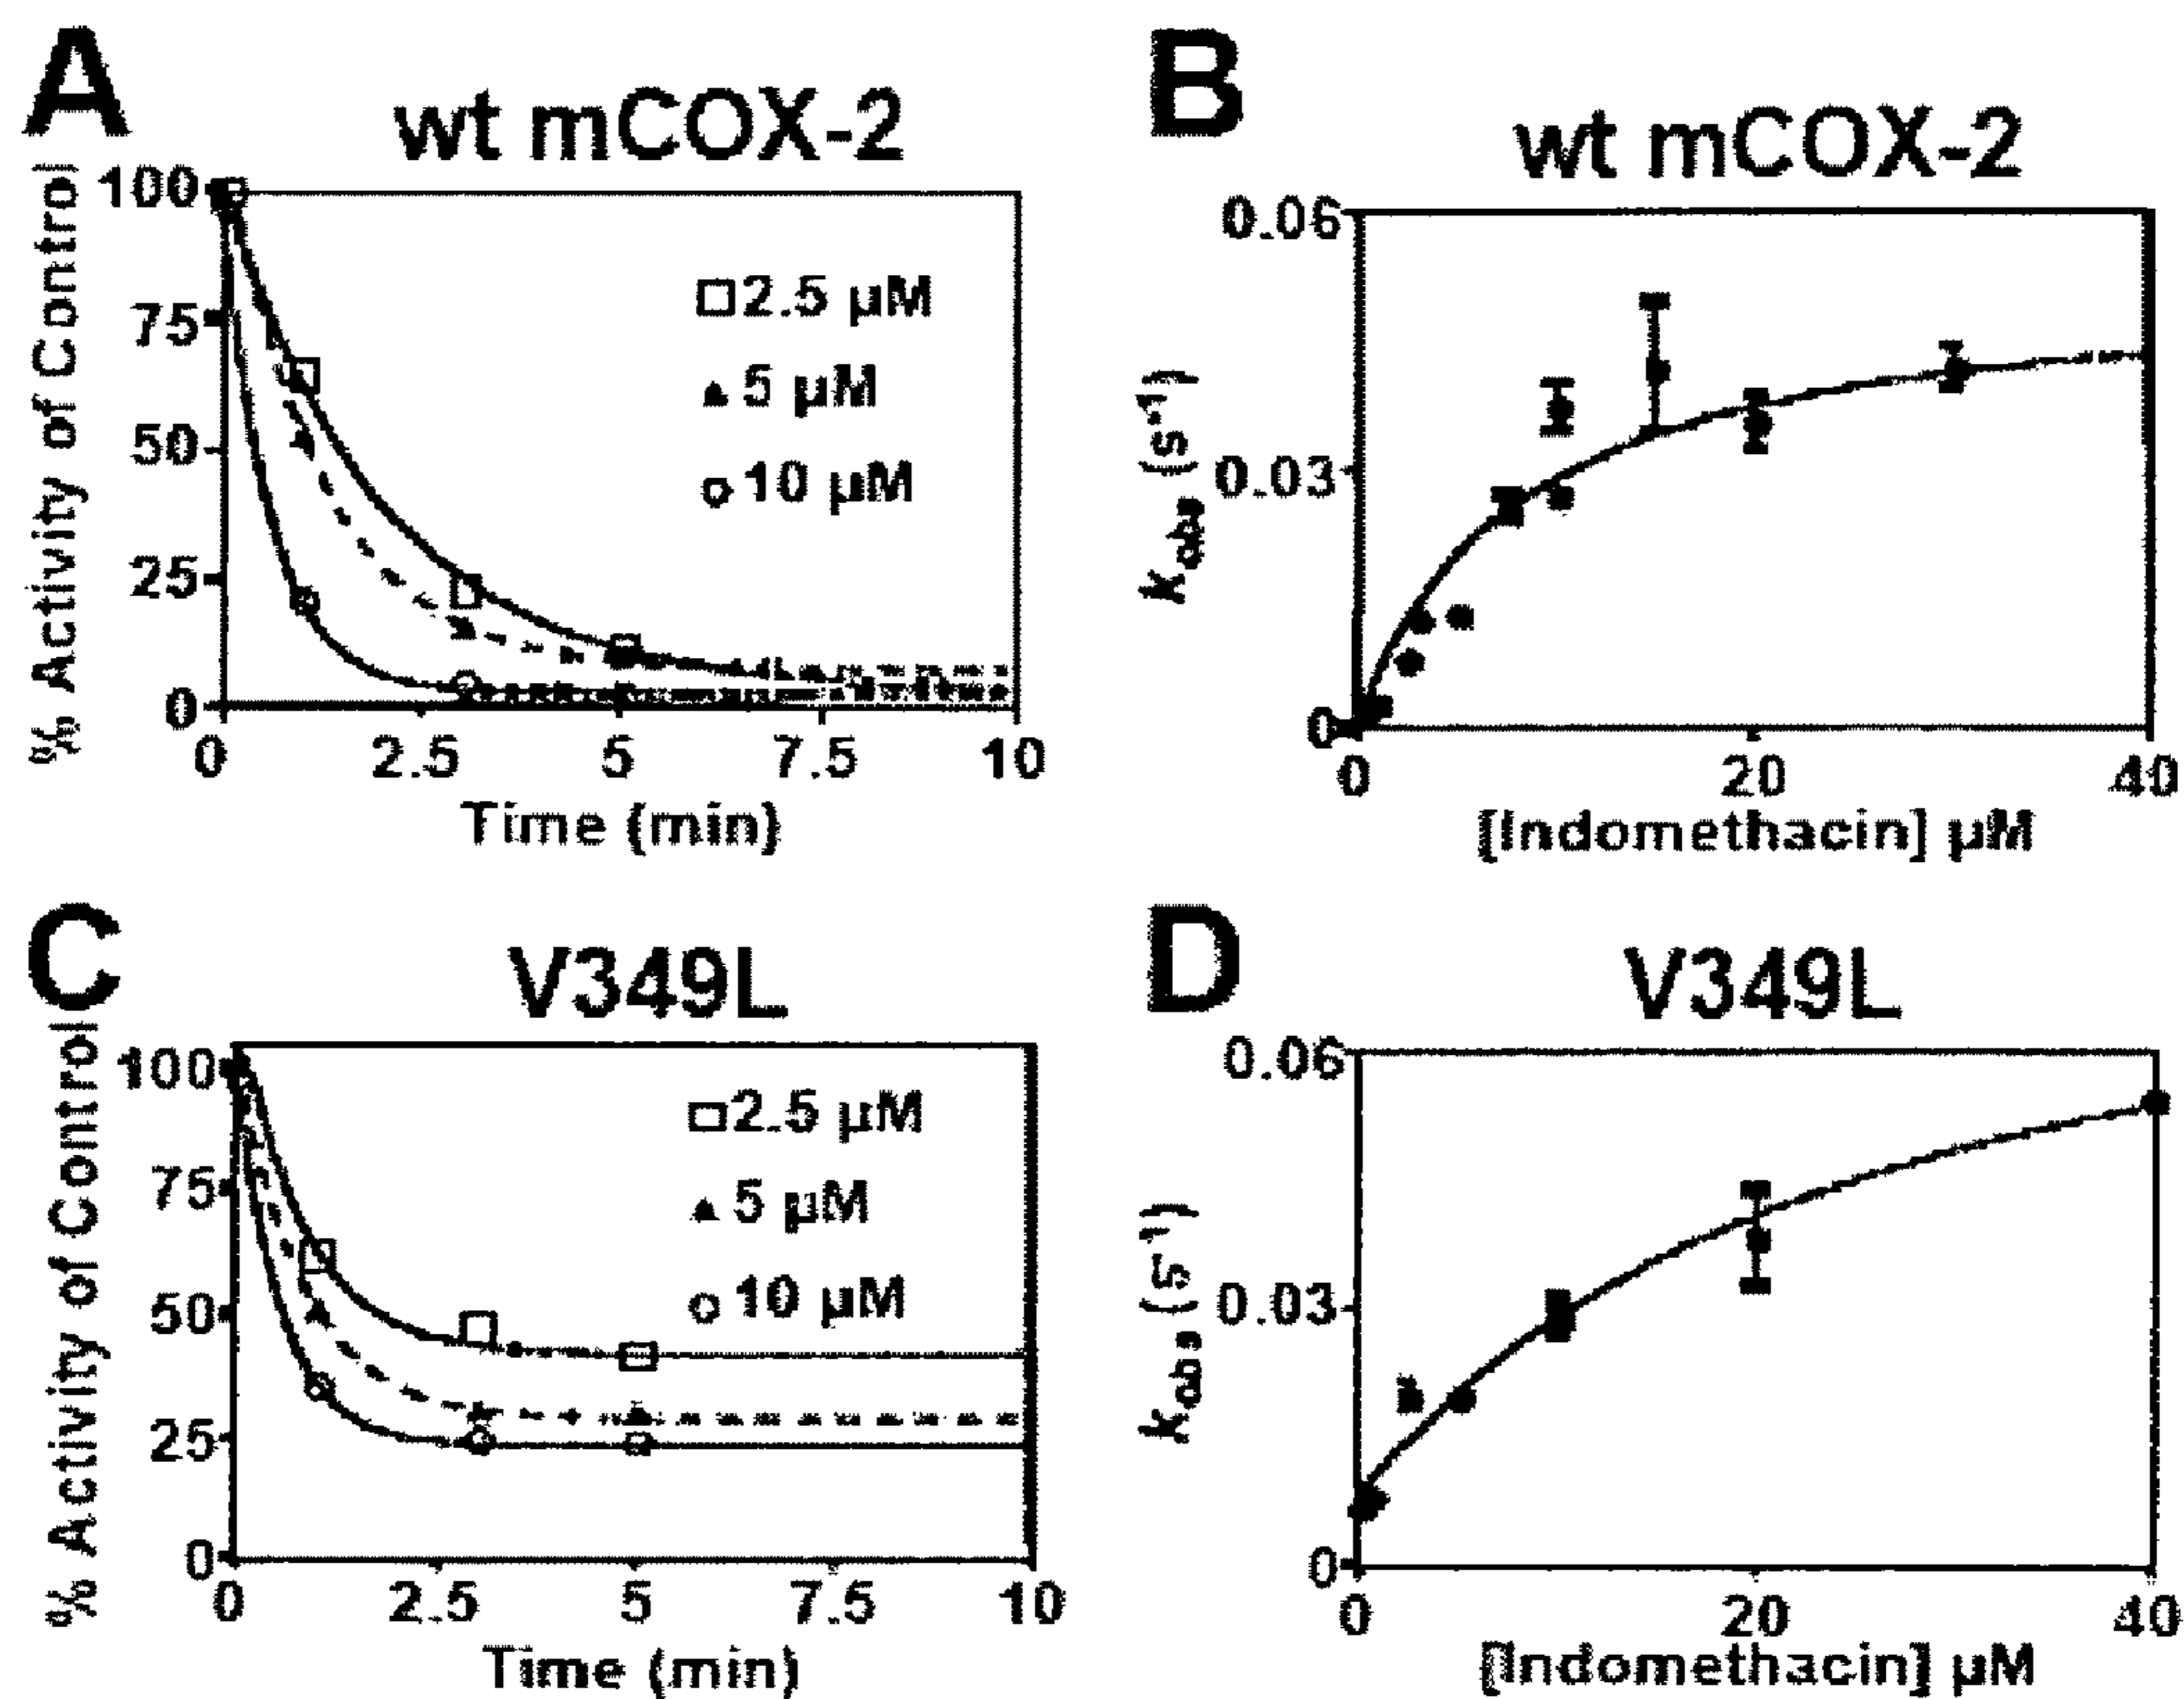 A
wt mCOX-2
% Activity of Control
100
75
50
25
0
2.5 µM
5 µM
10 µM
0 2.5 5 7.5 10
Time (min)
B
wt mCOX-2
k_obs (s⁻¹)
0.06
0.03
0
0 20 40
[Indomethacin] µM
C
V349L
% Activity of Control
100
75
50
25
0
2.5 µM
5 µM
10 µM
0 2.5 5 7.5 10
Time (min)
D
V349L
k_obs (s⁻¹)
0.06
0.03
0
0 20 40
[Indomethacin] µM